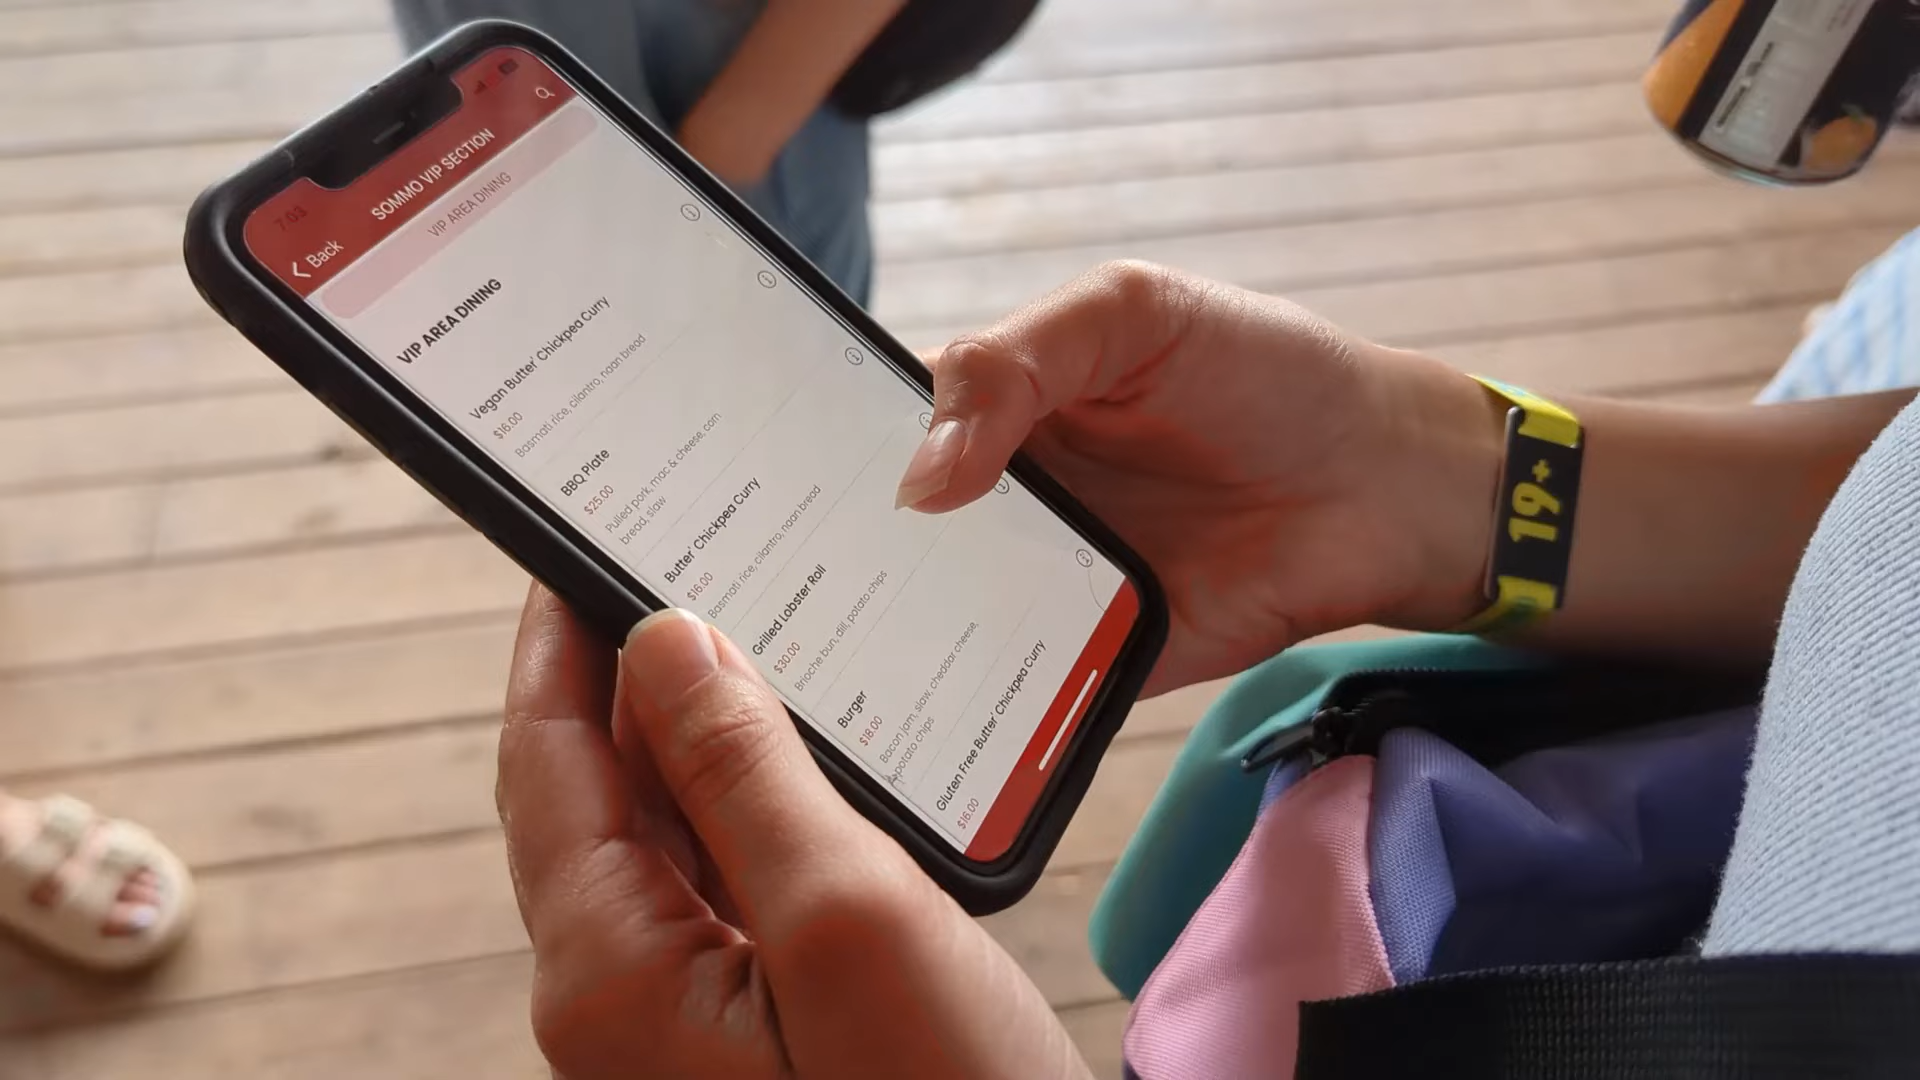 7:03
Back
SOMMO VIP SECTION
VIP AREA DINING
VIP AREA DINING
Vegan Butter' Chickpea Curry
$16.00
Basmati rice, cilantro, naan bread
BBQ Plate
$25.00
Pulled pork, mac & cheese, corn
bread, slaw
Butter' Chickpea Curry
$16.00
Basmati rice, cilantro, naan bread
Grilled Lobster Roll
$30.00
Brioche bun, dill, potato chips
Burger
$18.00
Bacon jam, slaw, cheddar cheese,
potato chips
Gluten Free Butter' Chickpea Curry
$16.00
19+